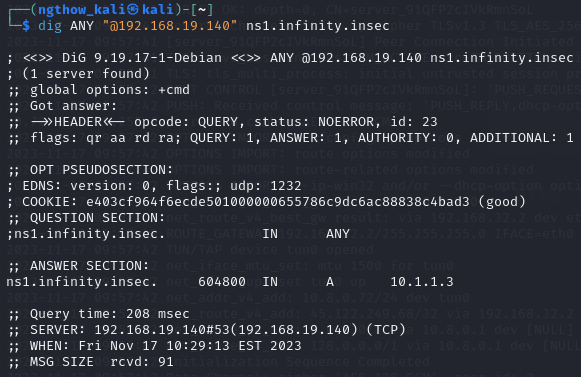 ┌──(ngthow_kali㉿kali)-[~]
└─$ dig ANY "@192.168.19.140" ns1.infinity.insec
; <<>> DiG 9.19.17-1-Debian <<>> ANY @192.168.19.140 ns1.infinity.insec
; (1 server found)
;; global options: +cmd
;; Got answer:
;; ->>HEADER<<- opcode: QUERY, status: NOERROR, id: 23
;; flags: qr aa rd ra; QUERY: 1, ANSWER: 1, AUTHORITY: 0, ADDITIONAL: 1
;; OPT PSEUDOSECTION:
; EDNS: version: 0, flags:; udp: 1232
; COOKIE: e403cf964f6ecde501000000655786c9dc6ac88838c4bad3 (good)
;; QUESTION SECTION:
;ns1.infinity.insec. IN ANY
;; ANSWER SECTION:
ns1.infinity.insec. 604800 IN A 10.1.1.3
;; Query time: 208 msec
;; SERVER: 192.168.19.140#53(192.168.19.140) (TCP)
;; WHEN: Fri Nov 17 10:29:13 EST 2023
;; MSG SIZE rcvd: 91